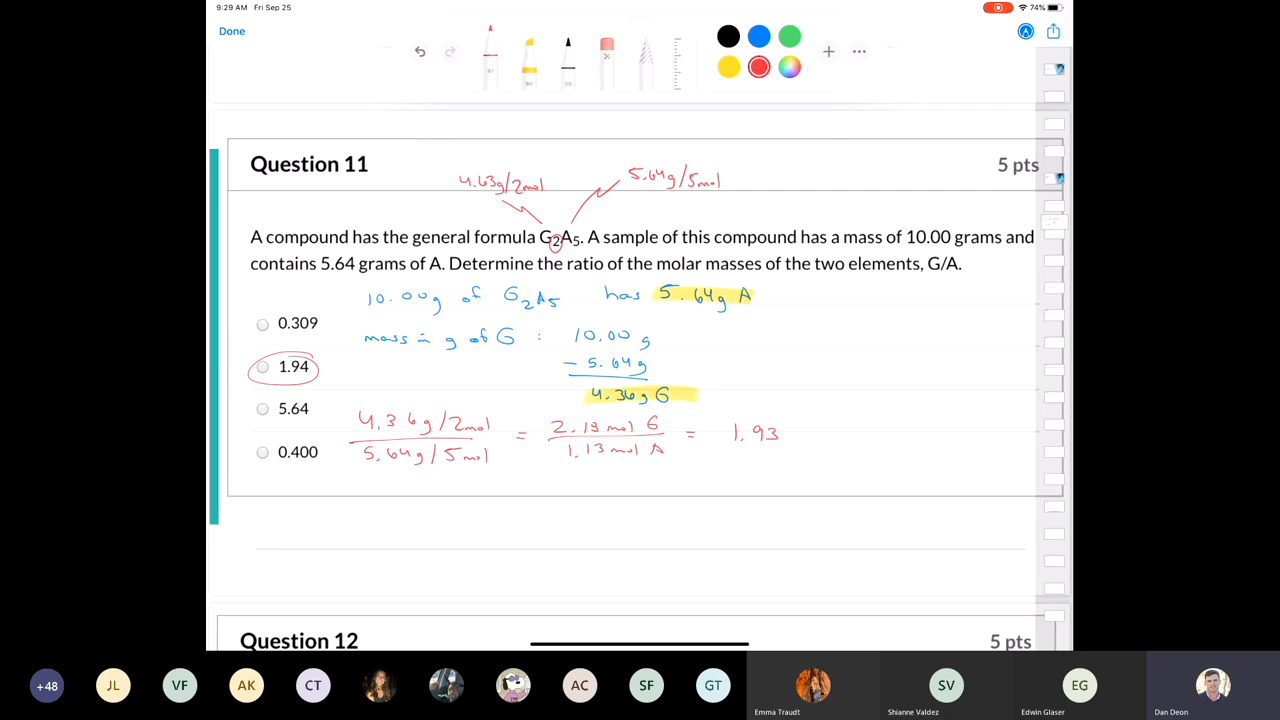 9:29 AM Fri Sep 25
74%
Done
Question 11
5 pts
4.63g/2mol
5.64g/5mol
A compound has the general formula G2A5. A sample of this compound has a mass of 10.00 grams and
contains 5.64 grams of A. Determine the ratio of the molar masses of the two elements, G/A.
10.00g of G2A5 has 5.64g A
0.309
mass in g of G : 10.00 g
- 5.64g
1.94
4.36g G
5.64
4.36g/2mol = 2.18 mol G = 1.93
5.64g/5mol 1.13 mol A
0.400
Question 12
5 pts
+48
JL
VF
AK
CT
AC
SF
GT
Emma Traudt
SV
Shianne Valdez
EG
Edwin Glaser
Dan Deon